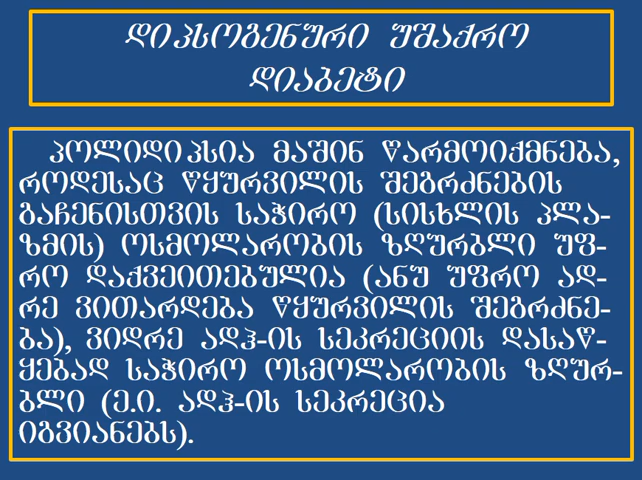 დიპსოგენური უშაქრო
დიაბეტი
პოლიდიპსია მაშინ წარმოიქმნება,
როდესაც წყურვილის შეგრძნების
გაჩენისთვის საჭირო (სისხლის პლა-
ზმის) ოსმოლარობის ზღურბლი უფ-
რო დაქვეითებულია (ანუ უფრო ად-
რე ვითარდება წყურვილის შეგრძნე-
ბა), ვიდრე ადჰ-ის სეკრეციის დასაწ-
ყებად საჭირო ოსმოლარობის ზღურ-
ბლი (ე.ი. ადჰ-ის სეკრეცია
იგვიანებს).